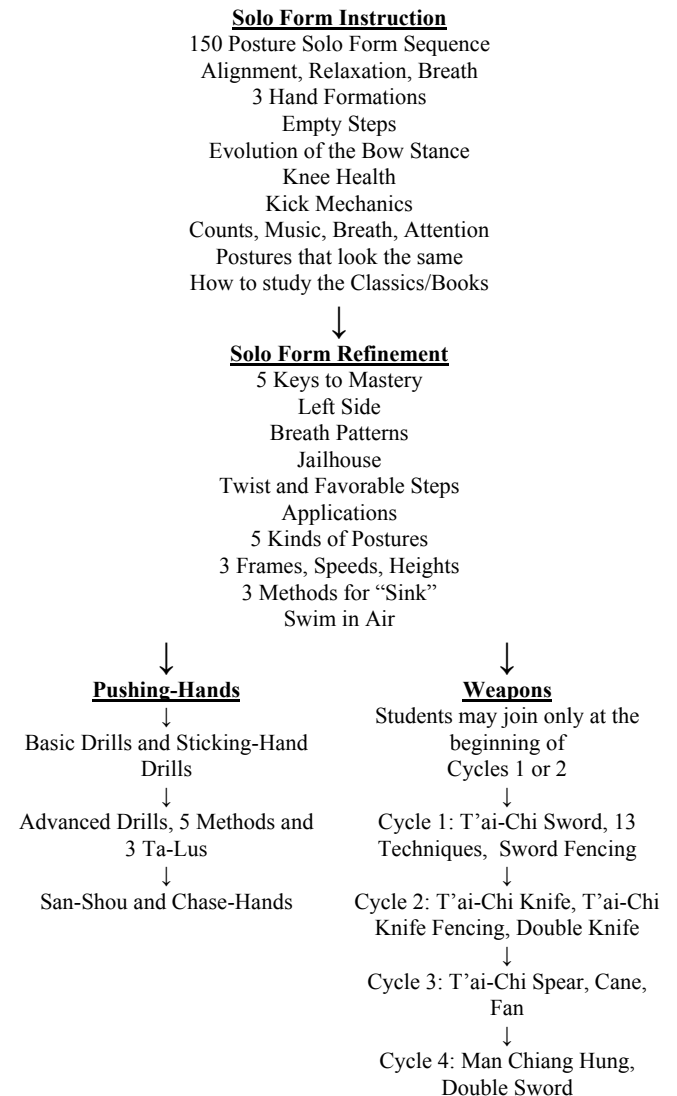 Solo Form Instruction
150 Posture Solo Form Sequence
Alignment, Relaxation, Breath
3 Hand Formations
Empty Steps
Evolution of the Bow Stance
Knee Health
Kick Mechanics
Counts, Music, Breath, Attention
Postures that look the same
How to study the Classics/Books
↓
Solo Form Refinement
5 Keys to Mastery
Left Side
Breath Patterns
Jailhouse
Twist and Favorable Steps
Applications
5 Kinds of Postures
3 Frames, Speeds, Heights
3 Methods for “Sink”
Swim in Air
↓
Pushing-Hands
↓
Basic Drills and Sticking-Hand
Drills
↓
Advanced Drills, 5 Methods and
3 Ta-Lus
↓
San-Shou and Chase-Hands
↓
Weapons
Students may join only at the
beginning of
Cycles 1 or 2
↓
Cycle 1: T’ai-Chi Sword, 13
Techniques, Sword Fencing
↓
Cycle 2: T’ai-Chi Knife, T’ai-Chi
Knife Fencing, Double Knife
↓
Cycle 3: T’ai-Chi Spear, Cane,
Fan
↓
Cycle 4: Man Chiang Hung,
Double Sword